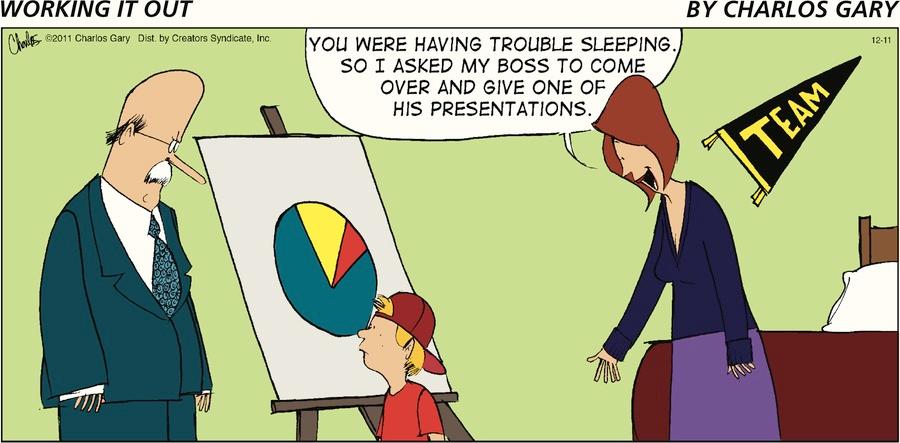 WORKING IT OUT
BY CHARLOS GARY
Charlos
©2011 Charlos Gary Dist. by Creators Syndicate, Inc.
12-11
YOU WERE HAVING TROUBLE SLEEPING.
SO I ASKED MY BOSS TO COME
OVER AND GIVE ONE OF
HIS PRESENTATIONS.
TEAM